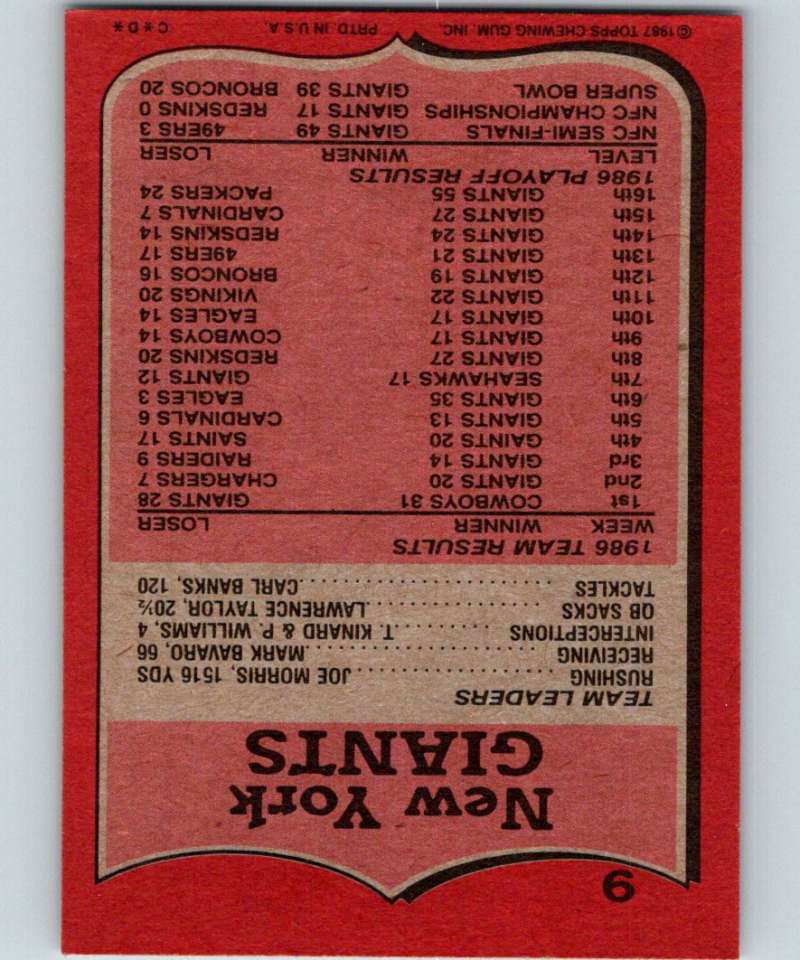 9
New York
GIANTS
TEAM LEADERS
RUSHING ........................ JOE MORRIS, 1516 YDS
RECEIVING ........................ MARK BAVARO, 66
INTERCEPTIONS .......... T. KINARD & P. WILLIAMS, 4
QB SACKS .................. LAWRENCE TAYLOR, 20½
TACKLES ........................ CARL BANKS, 120
1986 TEAM RESULTS
WEEK WINNER LOSER
1st COWBOYS 31 GIANTS 28
2nd GIANTS 20 CHARGERS 7
3rd GIANTS 14 RAIDERS 9
4th GIANTS 20 SAINTS 17
5th GIANTS 13 CARDINALS 6
6th GIANTS 35 EAGLES 3
7th SEAHAWKS 17 GIANTS 12
8th GIANTS 27 REDSKINS 20
9th GIANTS 17 COWBOYS 14
10th GIANTS 17 EAGLES 14
11th GIANTS 22 VIKINGS 20
12th GIANTS 19 BRONCOS 16
13th GIANTS 21 49ERS 17
14th GIANTS 24 REDSKINS 14
15th GIANTS 27 CARDINALS 7
16th GIANTS 55 PACKERS 24
1986 PLAYOFF RESULTS
LEVEL WINNER LOSER
NFC SEMI-FINALS GIANTS 49 49ERS 3
NFC CHAMPIONSHIPS GIANTS 17 REDSKINS 0
SUPER BOWL GIANTS 39 BRONCOS 20
©1987 TOPPS CHEWING GUM, INC. PRTD. IN U.S.A. C*D*